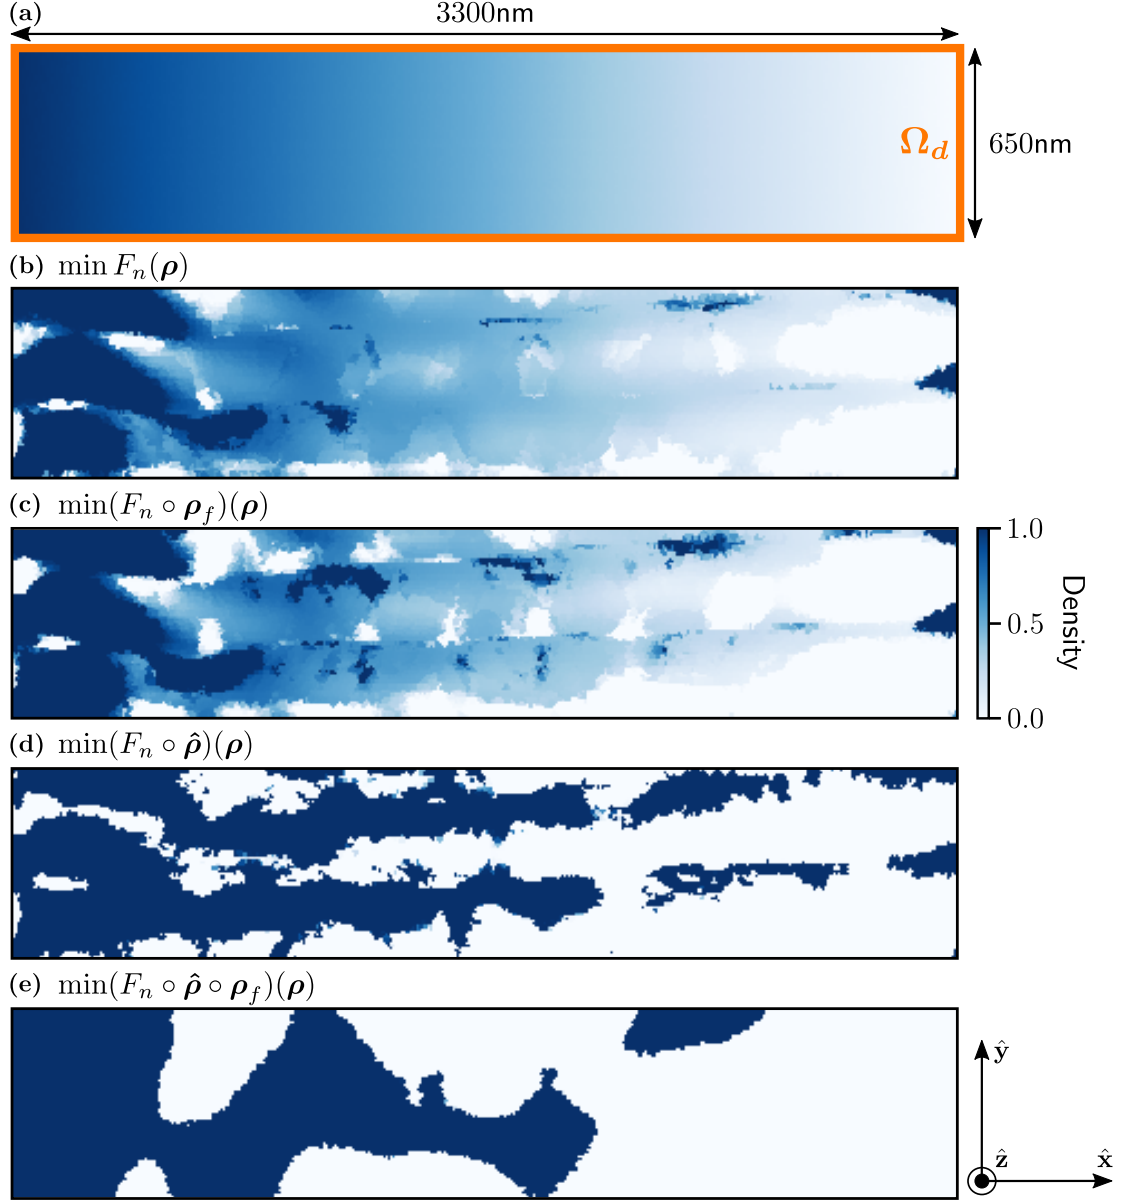 (a)
3300nm
Ω_d
650nm
(b) min F_n(ρ)
(c) min(F_n ∘ ρ_f)(ρ)
1.0
0.5
0.0
Density
(d) min(F_n ∘ ρ̂)(ρ)
(e) min(F_n ∘ ρ̂ ∘ ρ_f)(ρ)
ŷ
ẑ
x̂